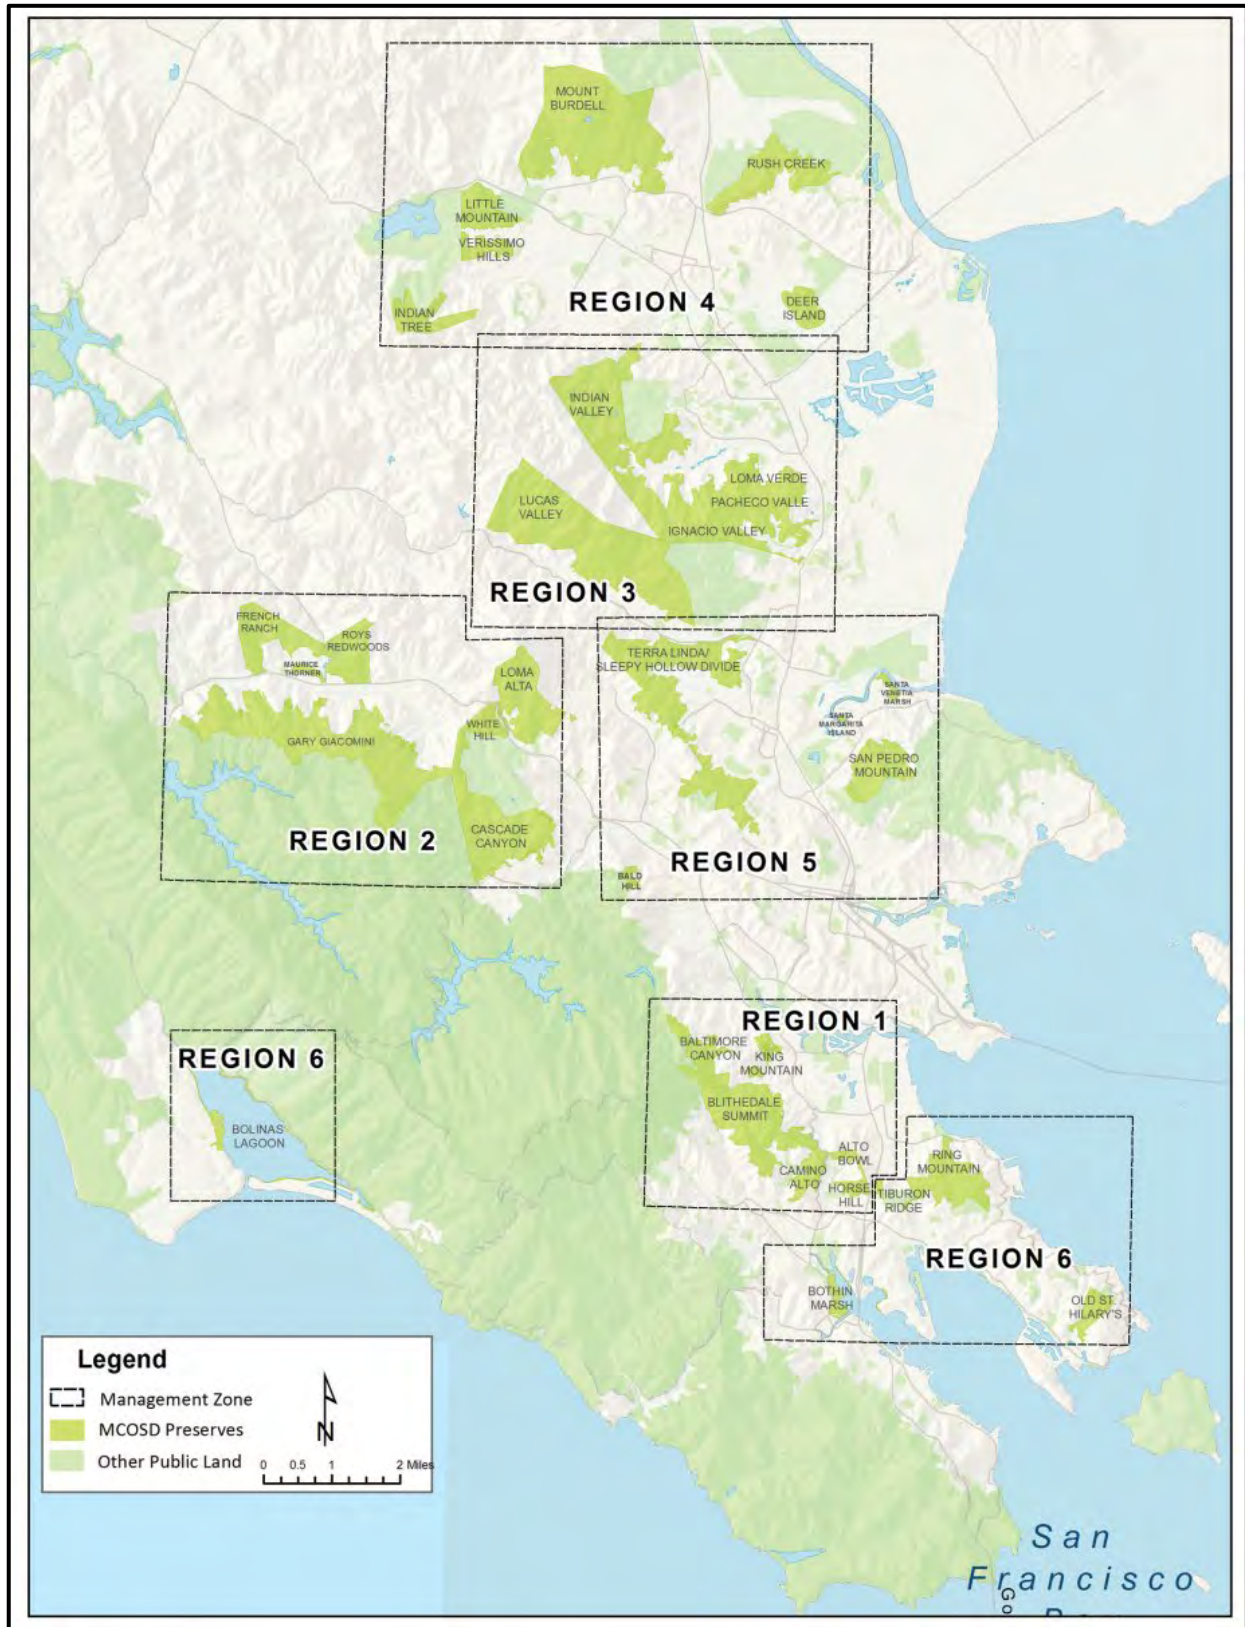 MOUNT
BURDELL
RUSH CREEK
LITTLE
MOUNTAIN
VERISSIMO
HILLS
INDIAN
TREE
REGION 4
DEER
ISLAND
INDIAN
VALLEY
LOMA VERDE
PACHECO VALLE
LUCAS
VALLEY
IGNACIO VALLEY
REGION 3
FRENCH
RANCH
ROYS
REDWOODS
MAURICE
THORNER
LOMA
ALTA
WHITE
HILL
GARY GIACOMINI
CASCADE
CANYON
REGION 2
TERRA LINDA/
SLEEPY HOLLOW DIVIDE
SANTA
VENETIA
MARSH
SANTA
MARGARITA
ISLAND
SAN PEDRO
MOUNTAIN
REGION 5
BALD
HILL
REGION 1
BALTIMORE
CANYON
KING
MOUNTAIN
BLITHEDALE
SUMMIT
ALTO
BOWL
CAMINO
ALTO
HORSE
HILL
REGION 6
BOLINAS
LAGOON
RING
MOUNTAIN
TIBURON
RIDGE
REGION 6
BOTHIN
MARSH
OLD ST.
HILARY'S
Legend
Management Zone
MCOSD Preserves
Other Public Land
N
0 0.5 1 2 Miles
San
Francisco
Go